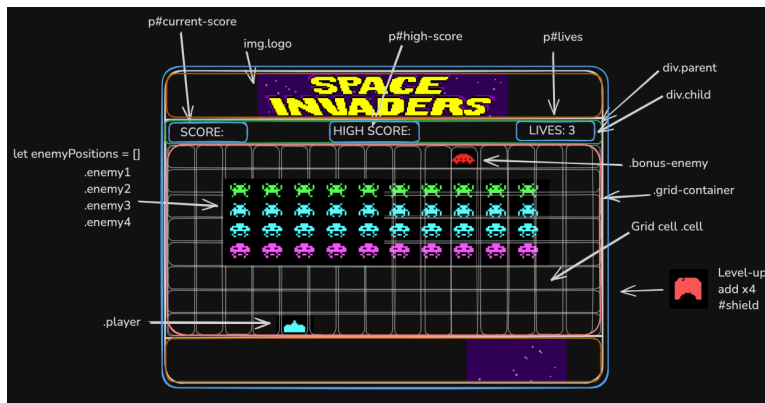 p#current-score
img.logo
p#high-score
p#lives
div.parent
div.child
SPACE
INVADERS
SCORE:
HIGH SCORE:
LIVES: 3
let enemyPositions = []
.enemy1
.enemy2
.enemy3
.enemy4
.bonus-enemy
.grid-container
Grid cell .cell
Level-up
add x4
#shield
.player